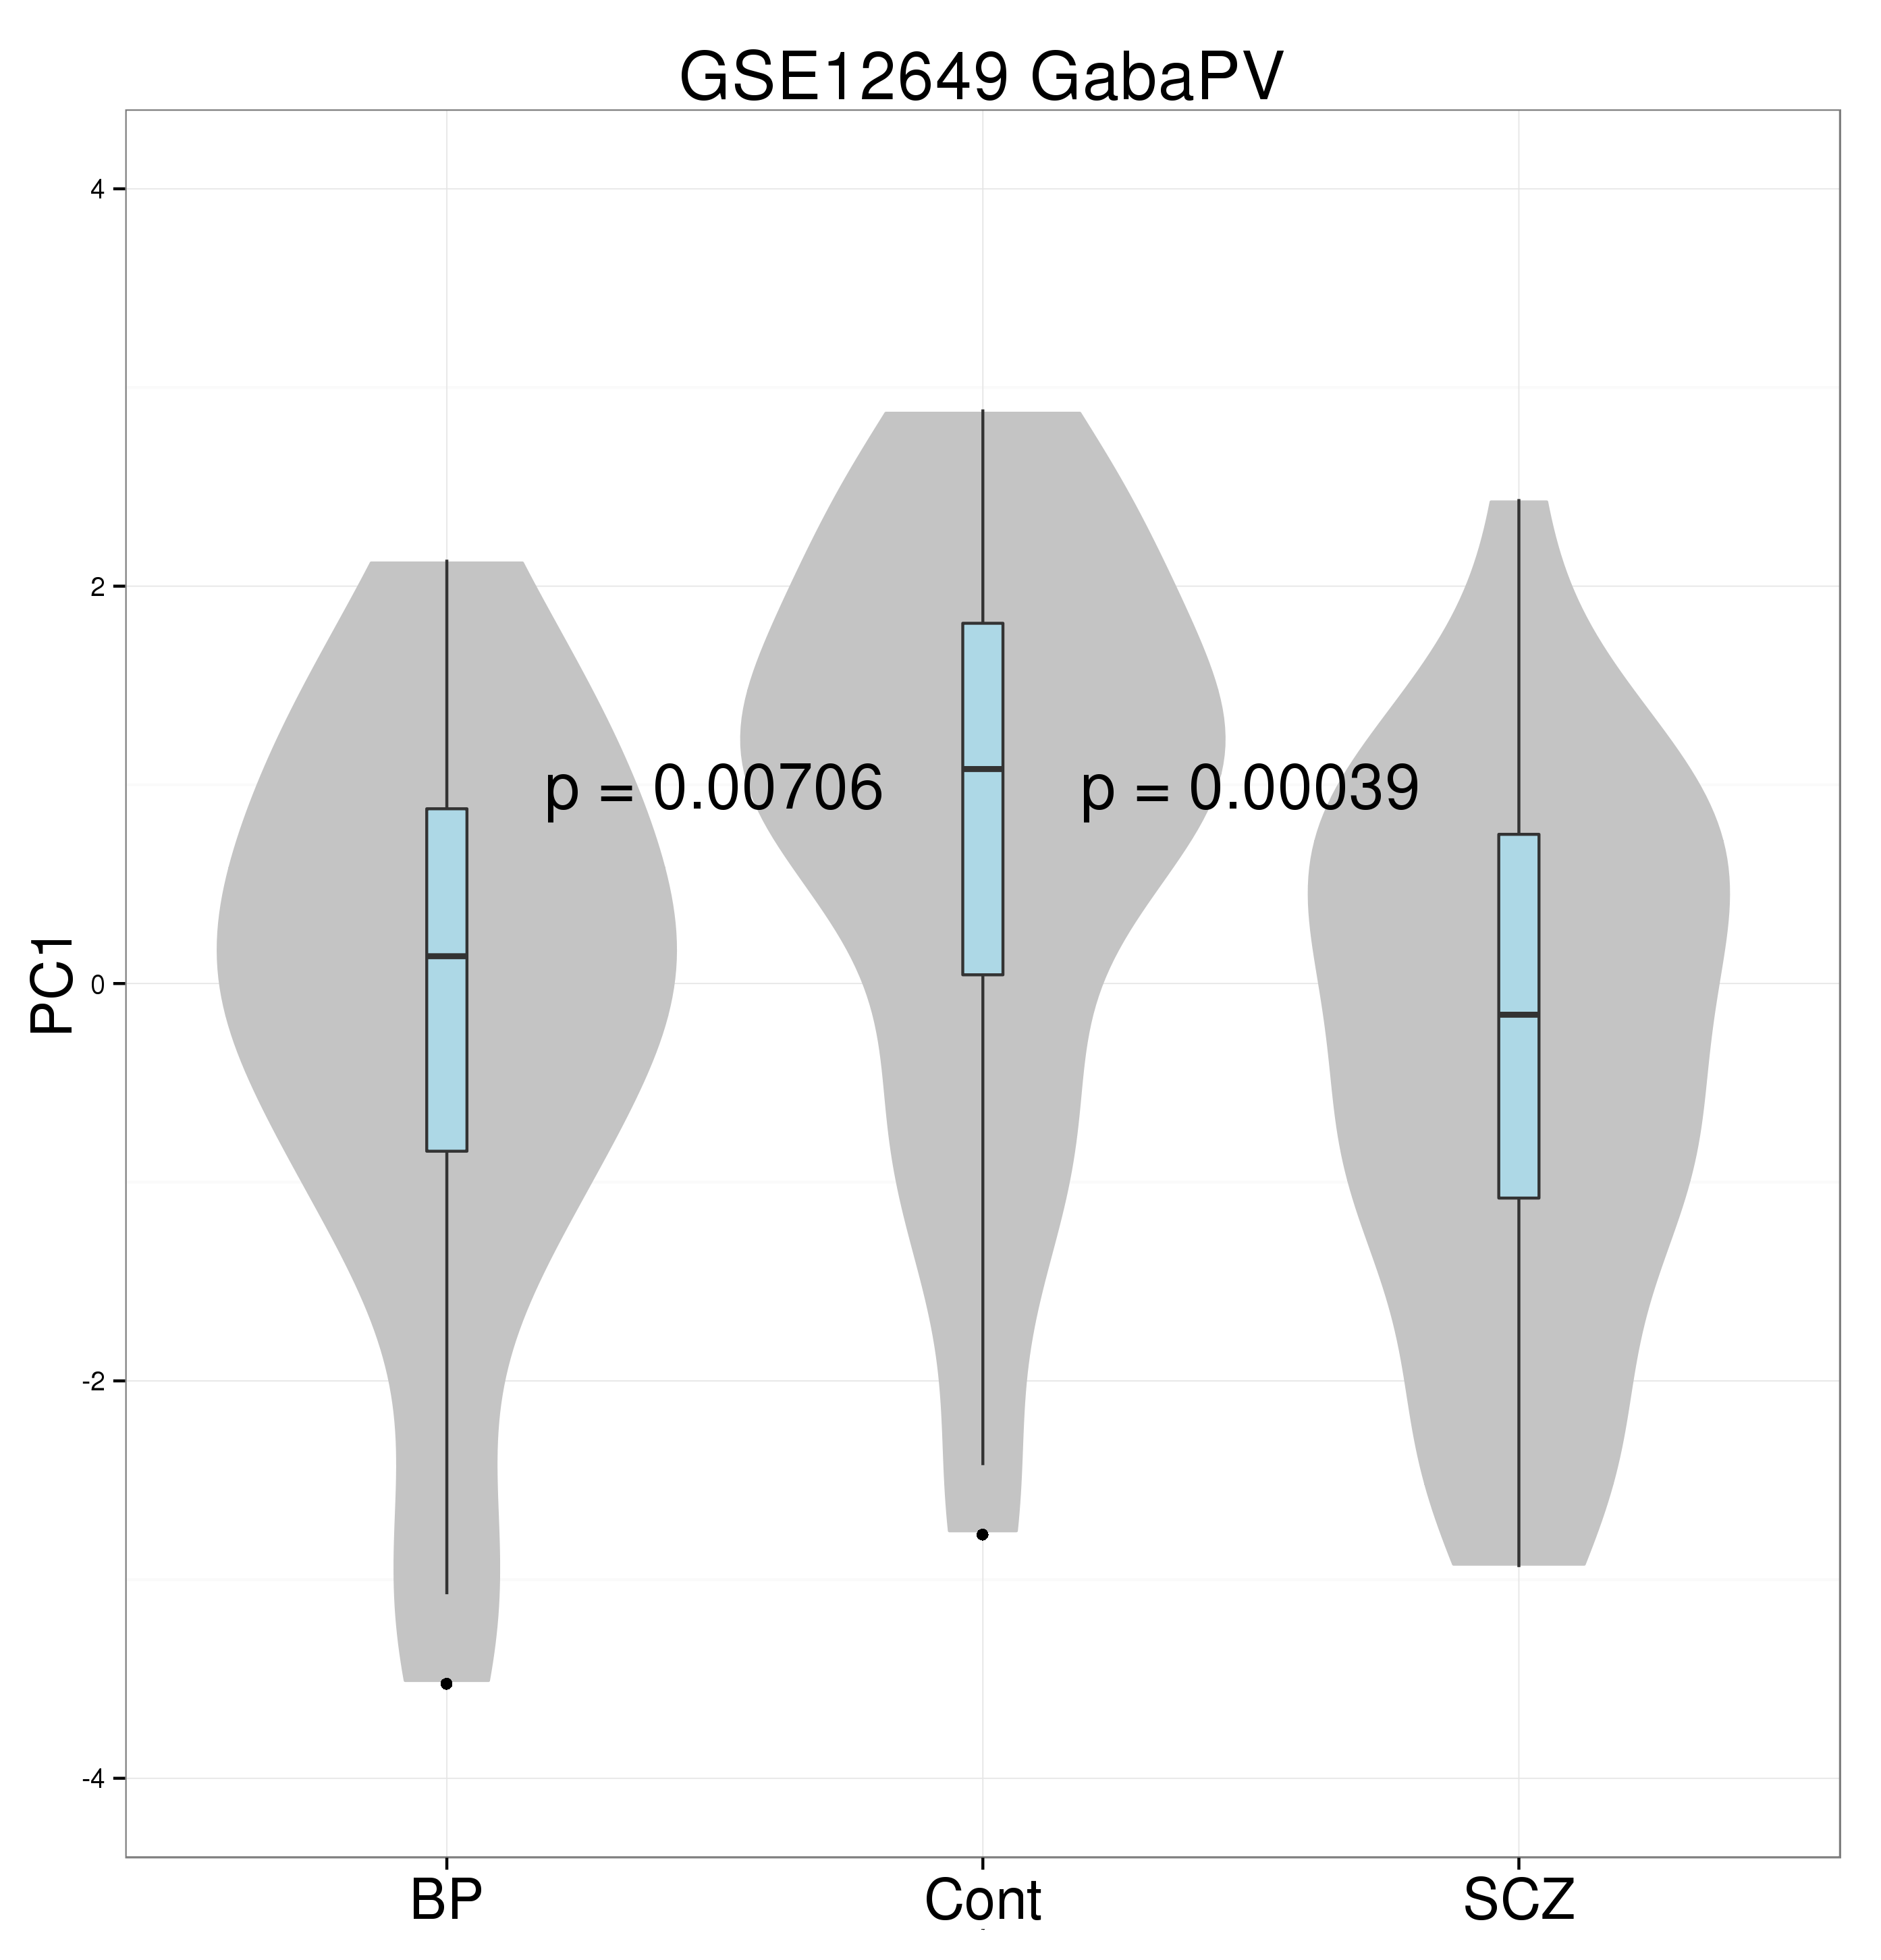 GSE12649 GabaPV
4
2
p = 0.00706 p = 0.00039
PC1
0
-2
-4
BP Cont SCZ